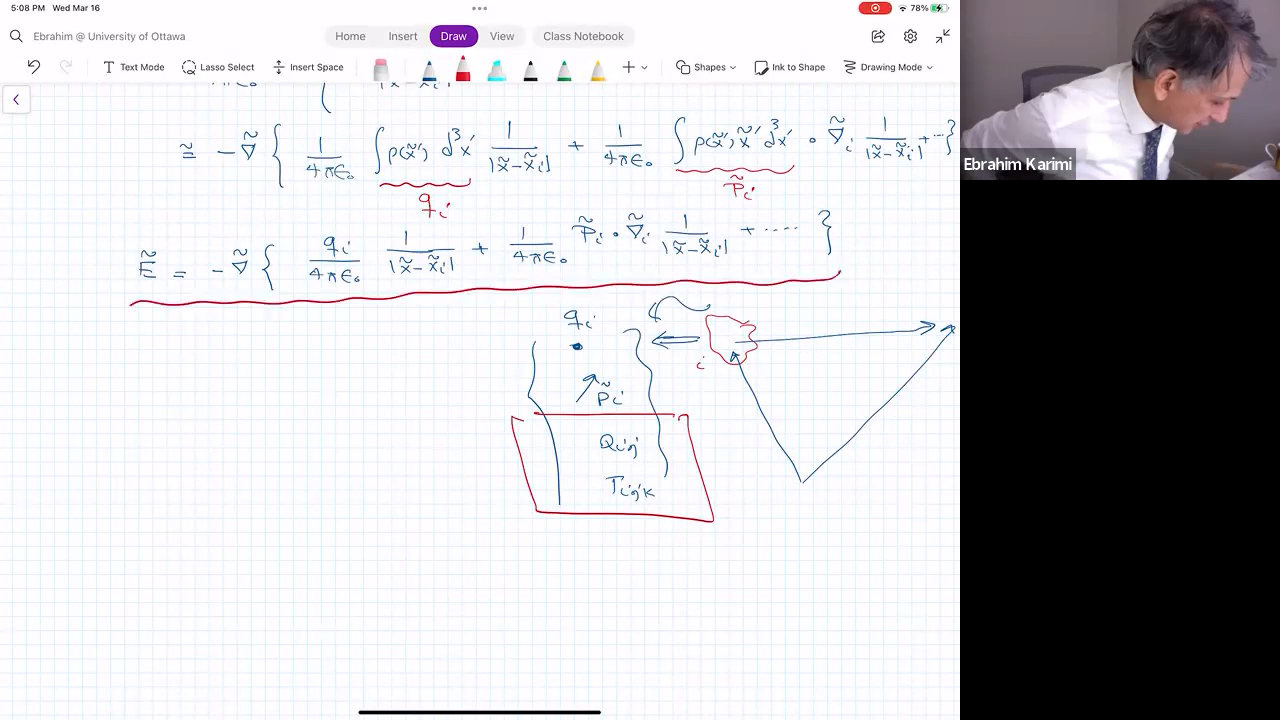 5:08 PM Wed Mar 16
78%
Ebrahim @ University of Ottawa
Home Insert Draw View Class Notebook
Text Mode Lasso Select Insert Space Shapes Ink to Shape Drawing Mode
≅ -∇̃ { 1/4πϵ₀ ∫ρ(x̃′) d³x′ 1/|x̃-x̃ᵢ| + 1/4πϵ₀ ∫ρ(x̃′) x̃′ d³x′ • ∇̃ᵢ 1/|x̃-x̃ᵢ| + ... }
qᵢ p̃ᵢ
Ẽ = -∇̃ { qᵢ/4πϵ₀ 1/|x̃-x̃ᵢ| + 1/4πϵ₀ p̃ᵢ • ∇̃ᵢ 1/|x̃-x̃ᵢ| + ..... }
qᵢ
i
p̃ᵢ
Qᵢⱼ
Tᵢⱼₖ
Ebrahim Karimi